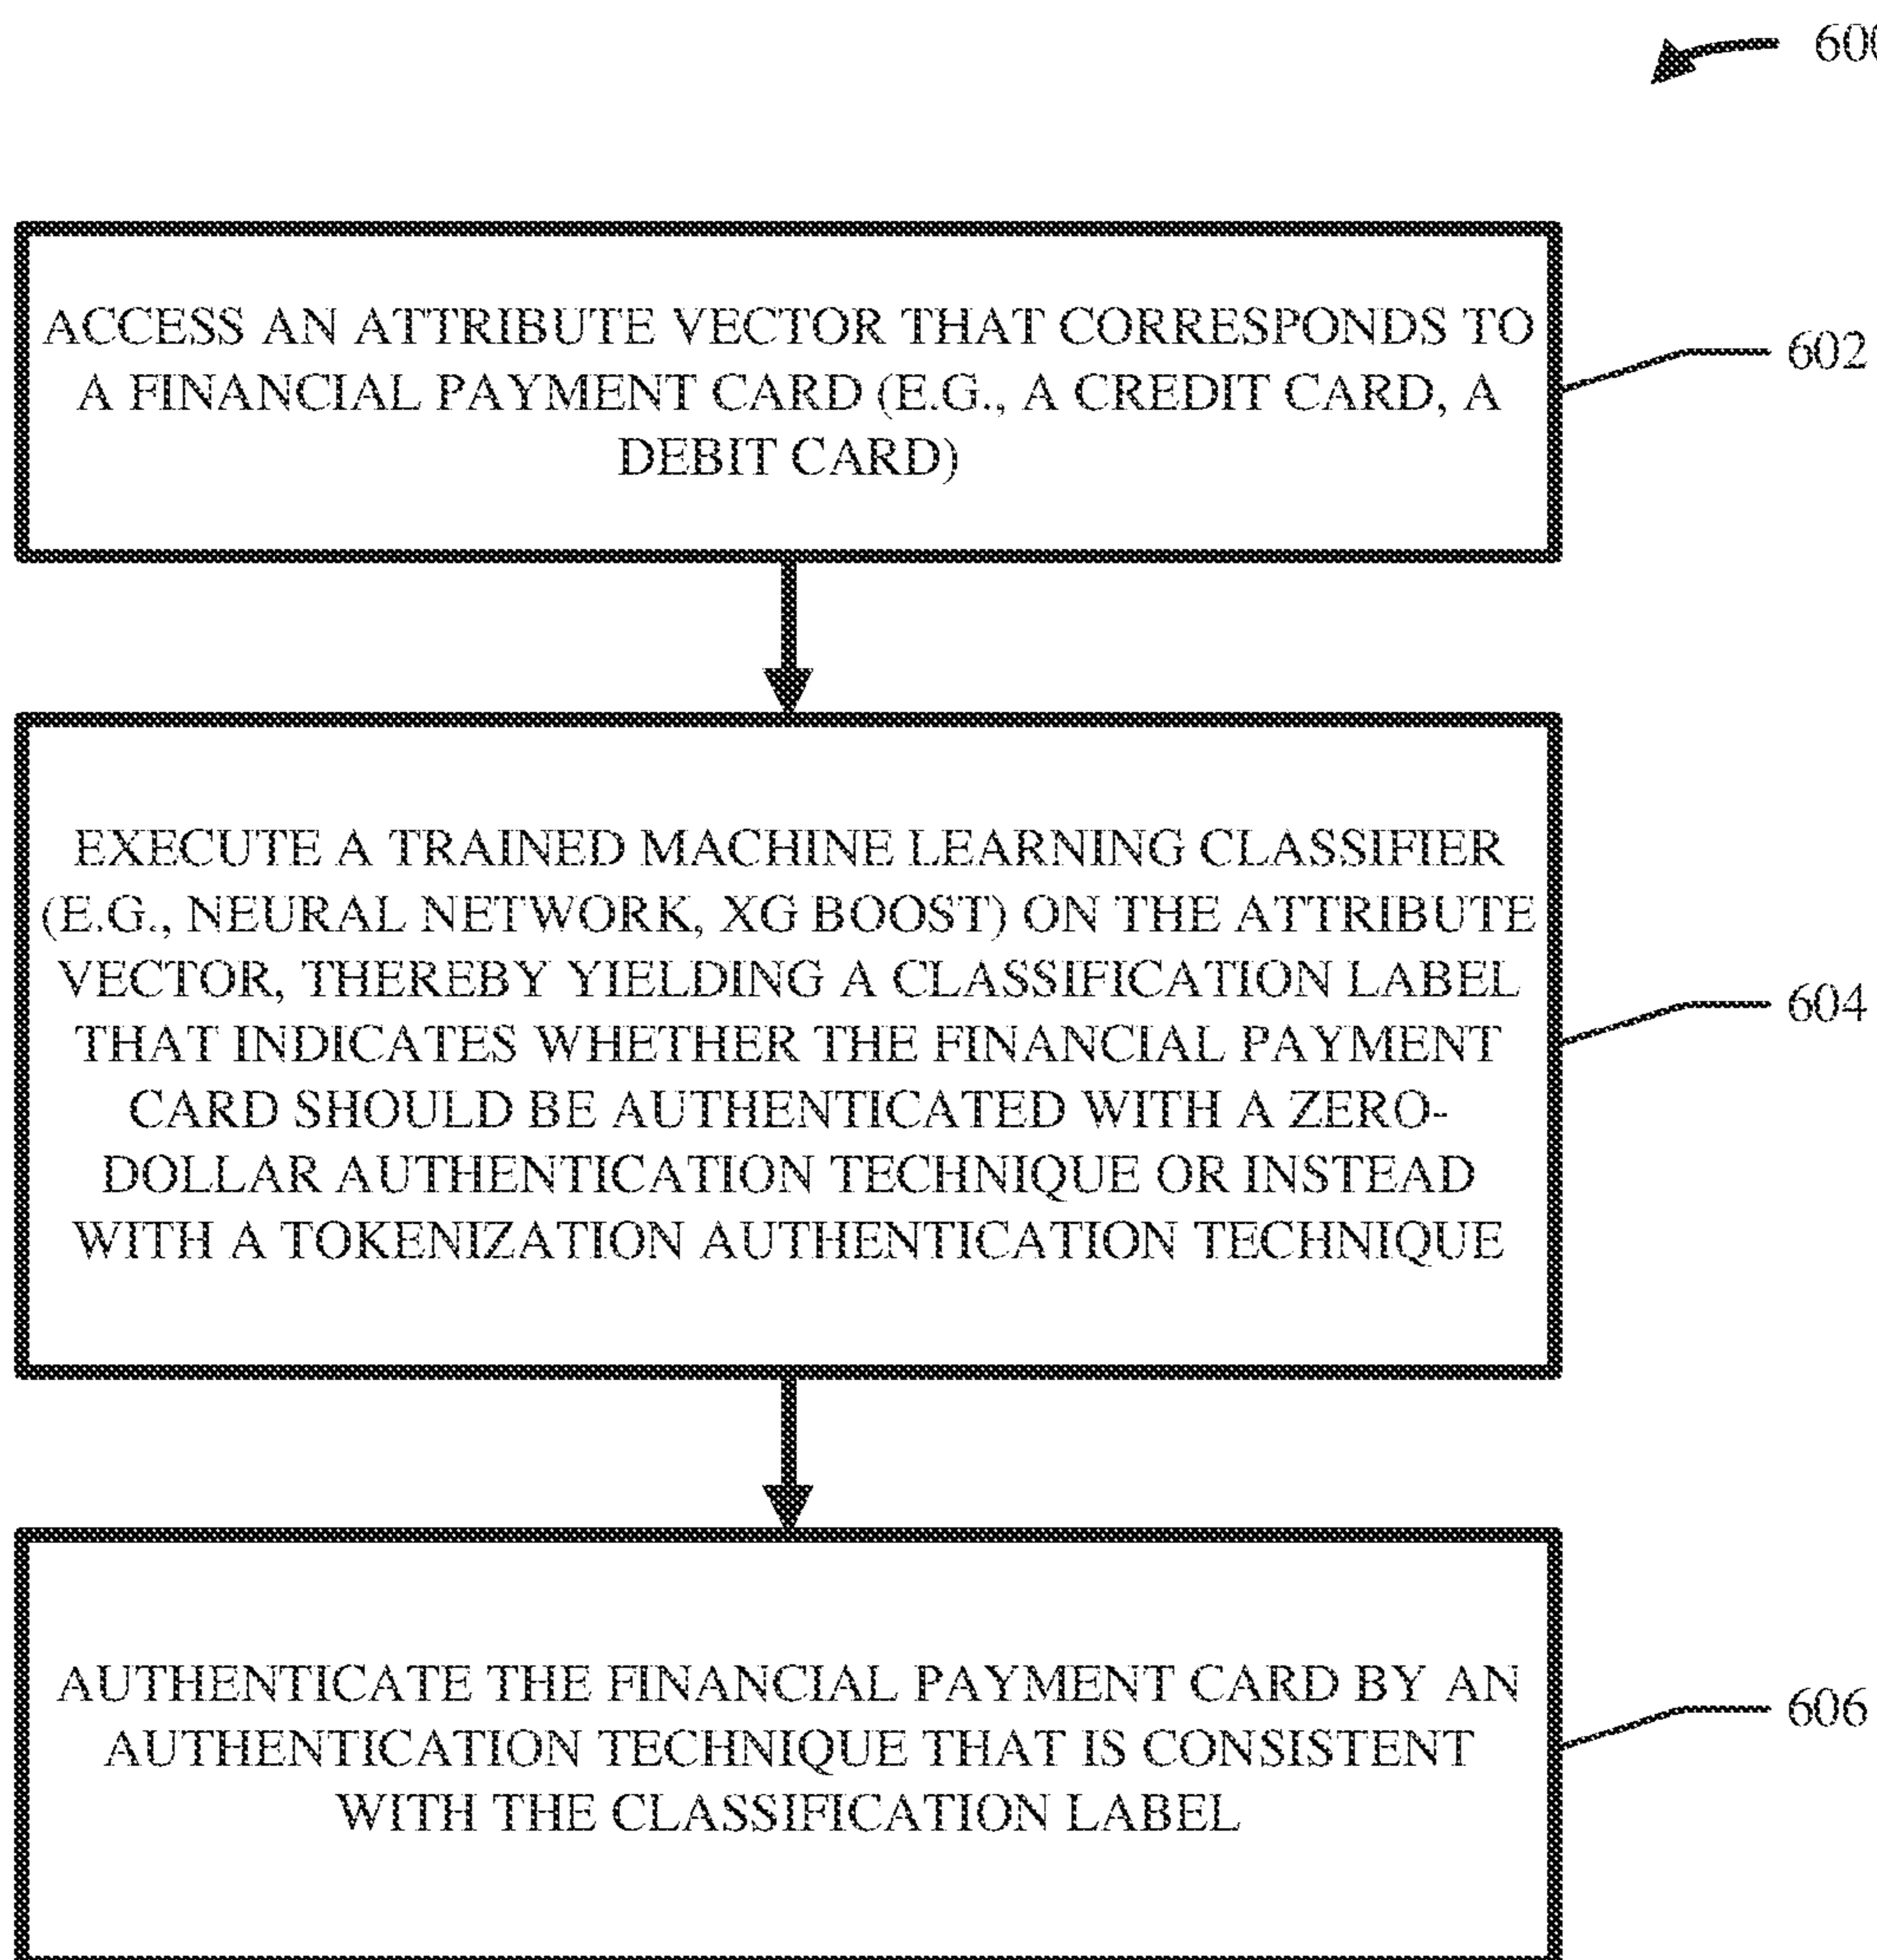 600
ACCESS AN ATTRIBUTE VECTOR THAT CORRESPONDS TO
A FINANCIAL PAYMENT CARD (E.G., A CREDIT CARD, A
DEBIT CARD)
602
EXECUTE A TRAINED MACHINE LEARNING CLASSIFIER
(E.G., NEURAL NETWORK, XG BOOST) ON THE ATTRIBUTE
VECTOR, THEREBY YIELDING A CLASSIFICATION LABEL
THAT INDICATES WHETHER THE FINANCIAL PAYMENT
CARD SHOULD BE AUTHENTICATED WITH A ZERO-
DOLLAR AUTHENTICATION TECHNIQUE OR INSTEAD
WITH A TOKENIZATION AUTHENTICATION TECHNIQUE
604
AUTHENTICATE THE FINANCIAL PAYMENT CARD BY AN
AUTHENTICATION TECHNIQUE THAT IS CONSISTENT
WITH THE CLASSIFICATION LABEL
606